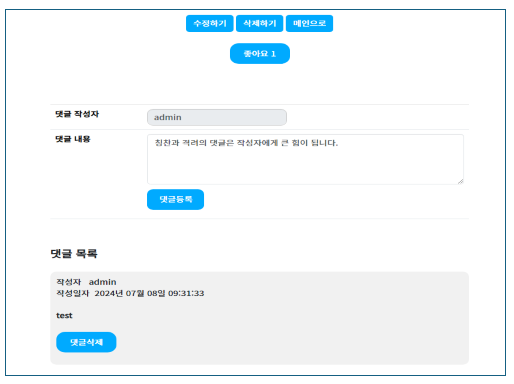 수정하기 삭제하기 메인으로
좋아요 1
댓글 작성자 admin
댓글 내용 칭찬과 격려의 댓글은 작성자에게 큰 힘이 됩니다.
댓글등록
댓글 목록
작성자 admin
작성일자 2024년 07월 08일 09:31:33
test
댓글삭제